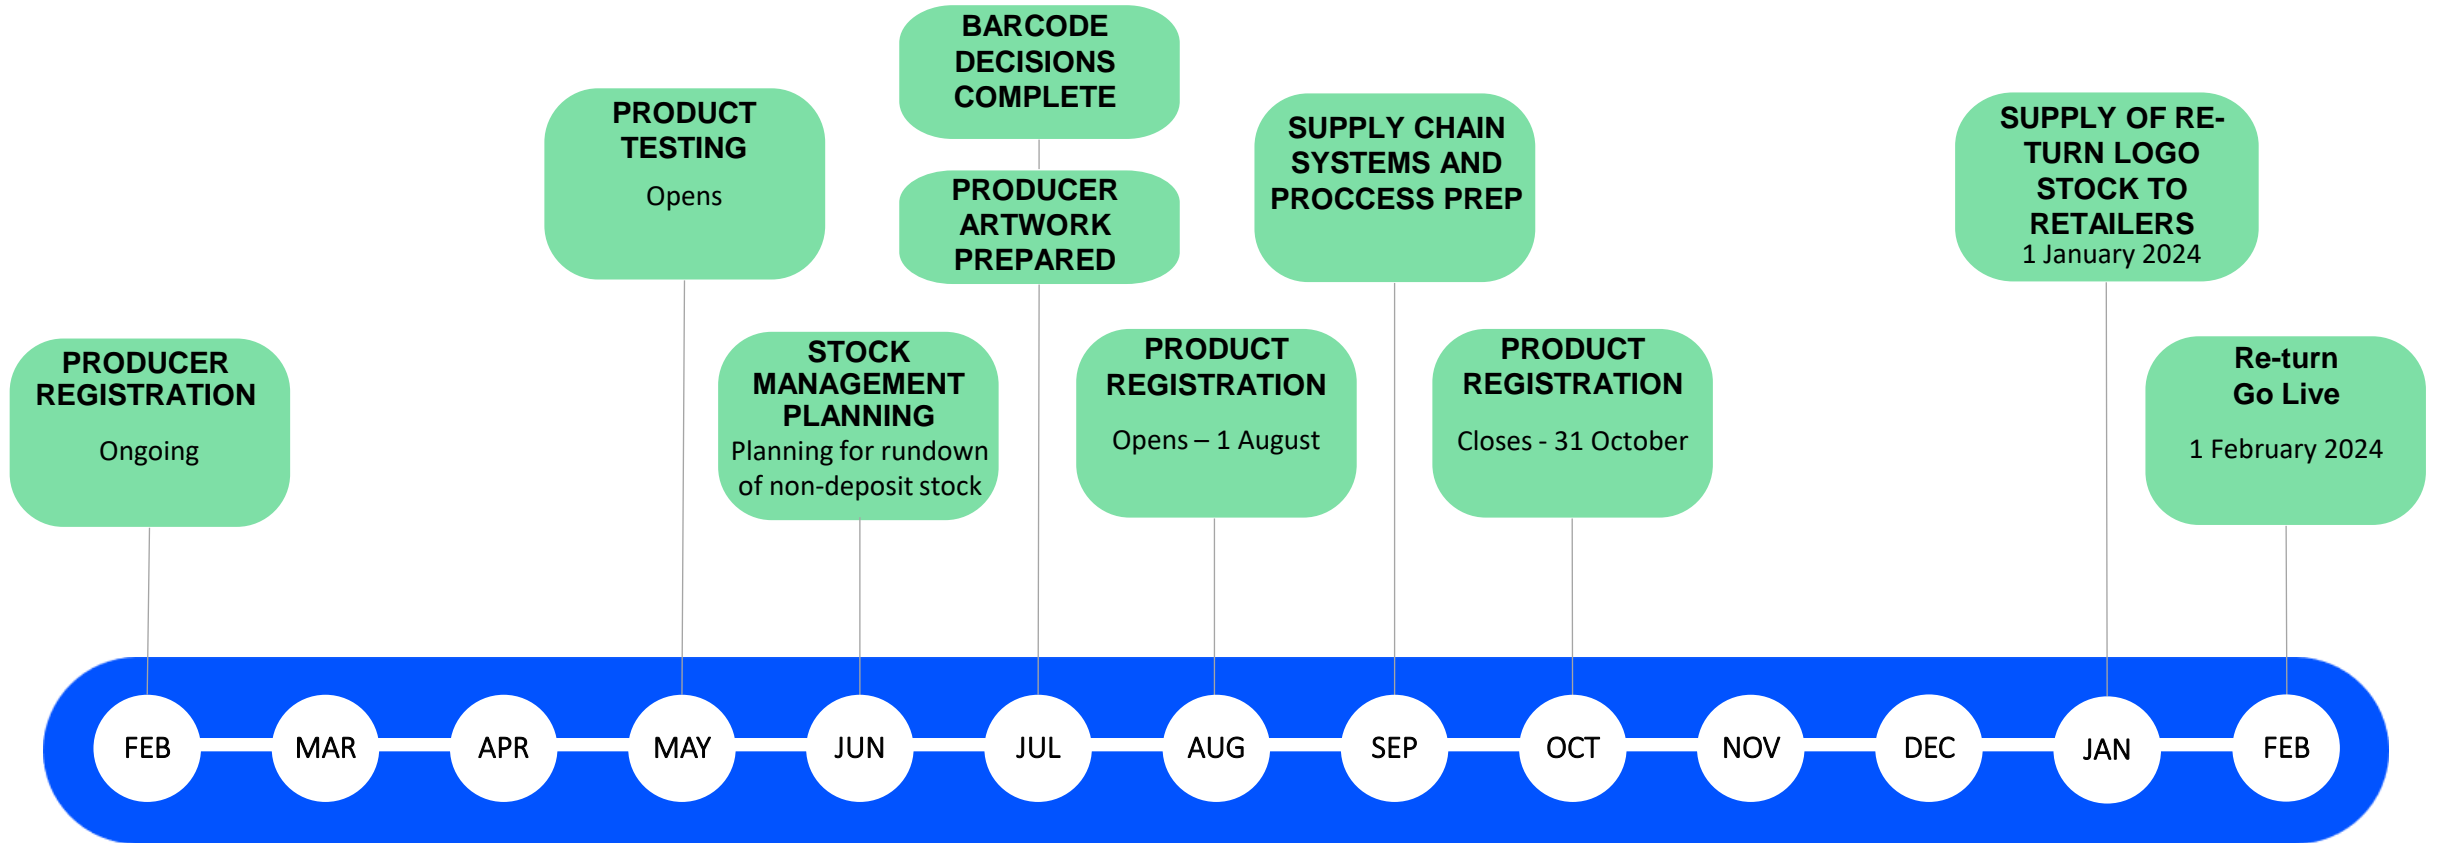 PRODUCER
REGISTRATION
Ongoing
PRODUCT
TESTING
Opens
STOCK
MANAGEMENT
PLANNING
Planning for rundown
of non-deposit stock
BARCODE
DECISIONS
COMPLETE
PRODUCER
ARTWORK
PREPARED
PRODUCT
REGISTRATION
Opens – 1 August
SUPPLY CHAIN
SYSTEMS AND
PROCCESS PREP
PRODUCT
REGISTRATION
Closes - 31 October
SUPPLY OF RE-
TURN LOGO
STOCK TO
RETAILERS
1 January 2024
Re-turn
Go Live
1 February 2024
FEB
MAR
APR
MAY
JUN
JUL
AUG
SEP
OCT
NOV
DEC
JAN
FEB